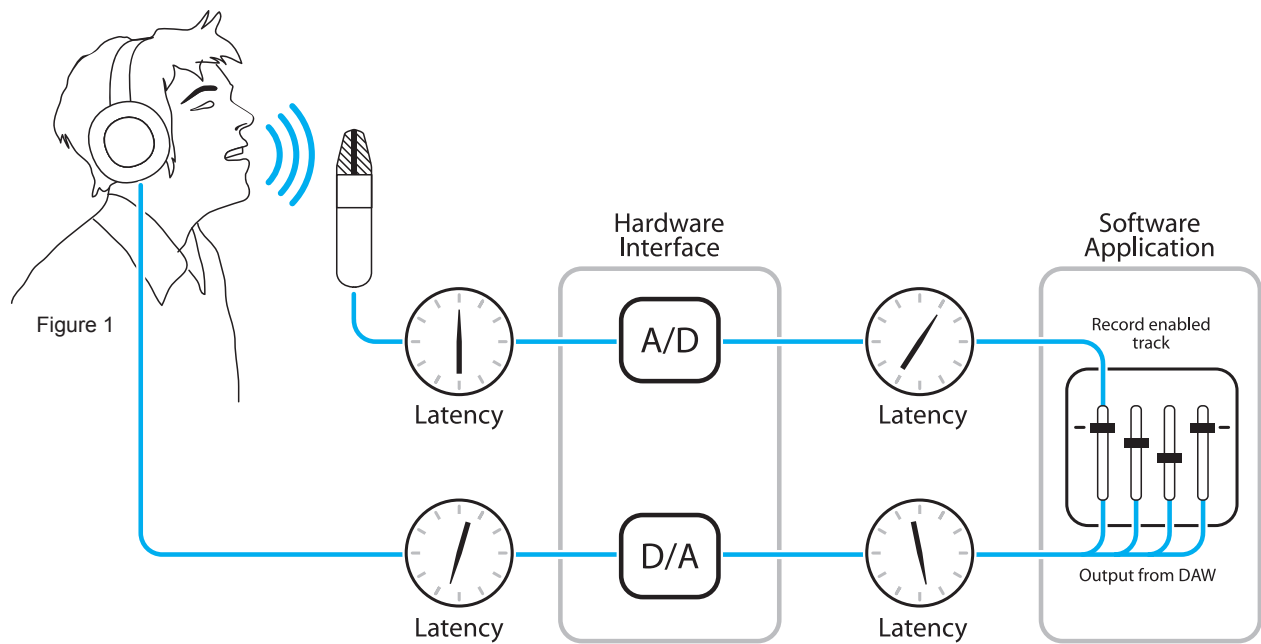 Hardware
Interface
Software
Application
Figure 1
Record enabled
track
A/D
Latency
Latency
D/A
Output from DAW
Latency
Latency